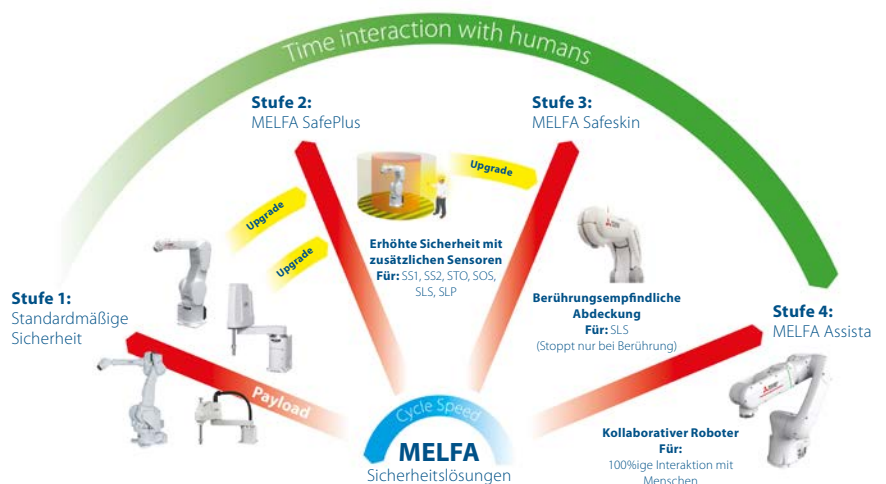 Time interaction with humans
Stufe 2:
MELFA SafePlus
Stufe 3:
MELFA Safeskin
Upgrade
Upgrade
Upgrade
Erhöhte Sicherheit mit
zusätzlichen Sensoren
Für: SS1, SS2, STO, SOS,
SLS, SLP
Stufe 1:
Standardmäßige
Sicherheit
Berührungsempfindliche
Abdeckung
Für: SLS
(Stoppt nur bei Berührung)
Stufe 4:
MELFA Assista
Payload
Cycle Speed
MELFA
Sicherheitslösungen
Kollaborativer Roboter
Für:
100%ige Interaktion mit
Menschen